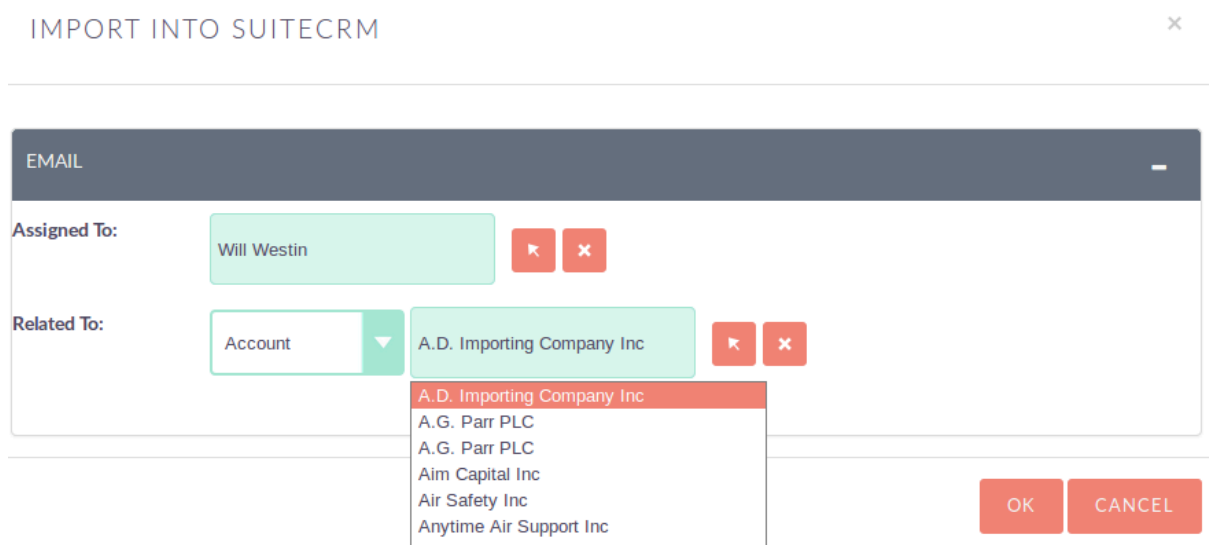 IMPORT INTO SUITECRM
EMAIL
Assigned To:
Will Westin
Related To:
Account
A.D. Importing Company Inc
A.D. Importing Company Inc
A.G. Parr PLC
A.G. Parr PLC
Aim Capital Inc
Air Safety Inc
Anytime Air Support Inc
OK
CANCEL